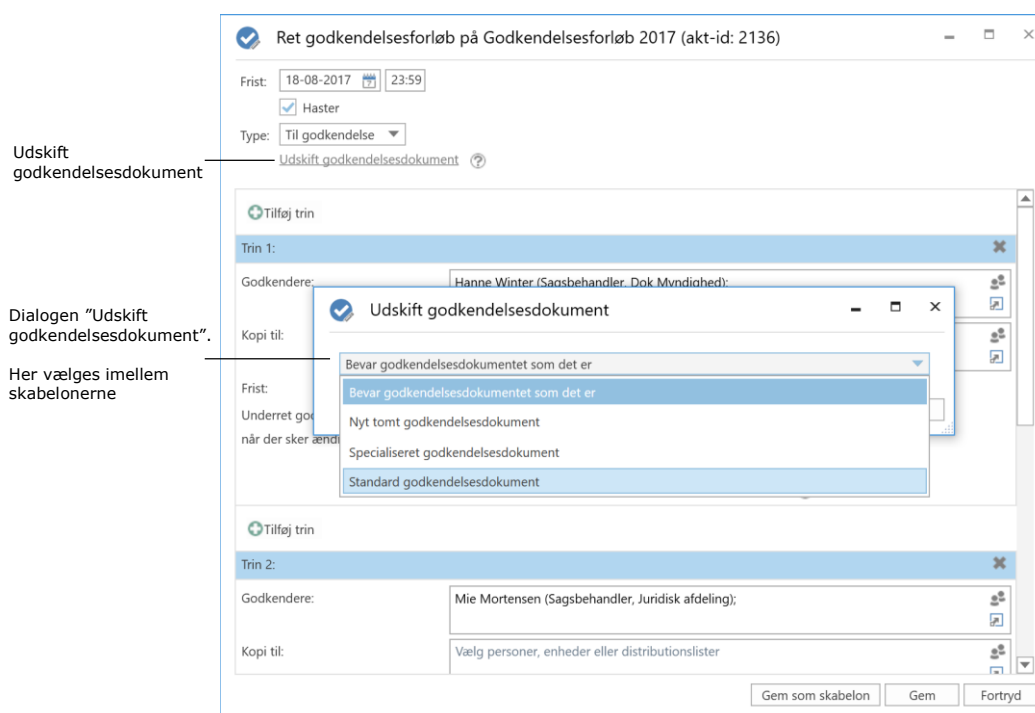 Ret godkendelsesforløb på Godkendelsesforløb 2017 (akt-id: 2136)
Frist: 18-08-2017 23:59
Haster
Type: Til godkendelse
Udskift godkendelsesdokument
Udskift
godkendelsesdokument
Tilføj trin
Trin 1:
Godkendere: Hanne Winter (Sagsbehandler, Dok Myndighed);
Dialogen ”Udskift
godkendelsesdokument”.
Her vælges imellem
skabelonerne
Udskift godkendelsesdokument
Kopi til:
Bevar godkendelsesdokumentet som det er
Frist:
Bevar godkendelsesdokumentet som det er
Nyt tomt godkendelsesdokument
Specialiseret godkendelsesdokument
Standard godkendelsesdokument
Underret
når der sker
Tilføj trin
Trin 2:
Godkendere: Mie Mortensen (Sagsbehandler, Juridisk afdeling);
Kopi til: Vælg personer, enheder eller distributionslister
Gem som skabelon Gem Fortryd